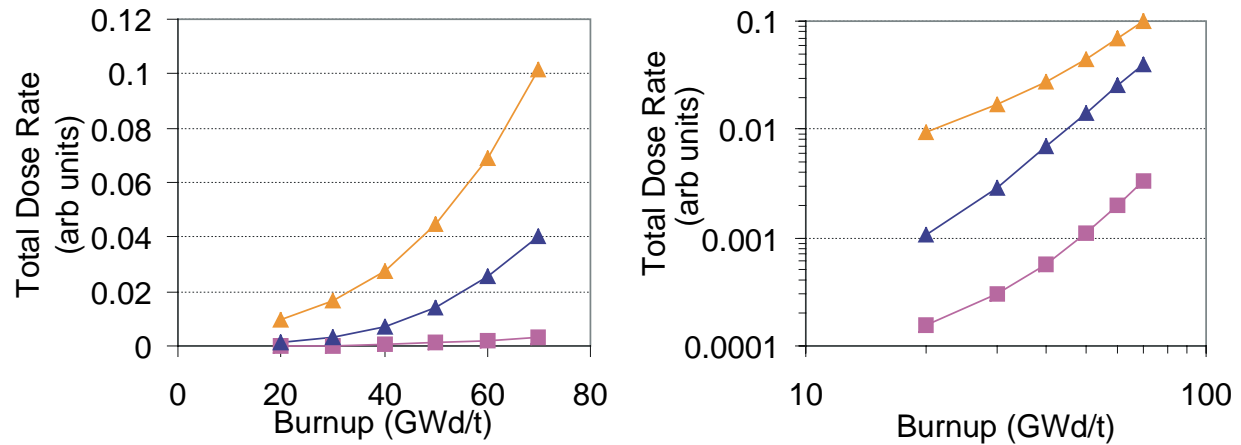 Total Dose Rate
(arb units)
0.12
0.1
0.08
0.06
0.04
0.02
0
0 20 40 60 80
Burnup (GWd/t)
Total Dose Rate
(arb units)
0.1
0.01
0.001
0.0001
10 100
Burnup (GWd/t)